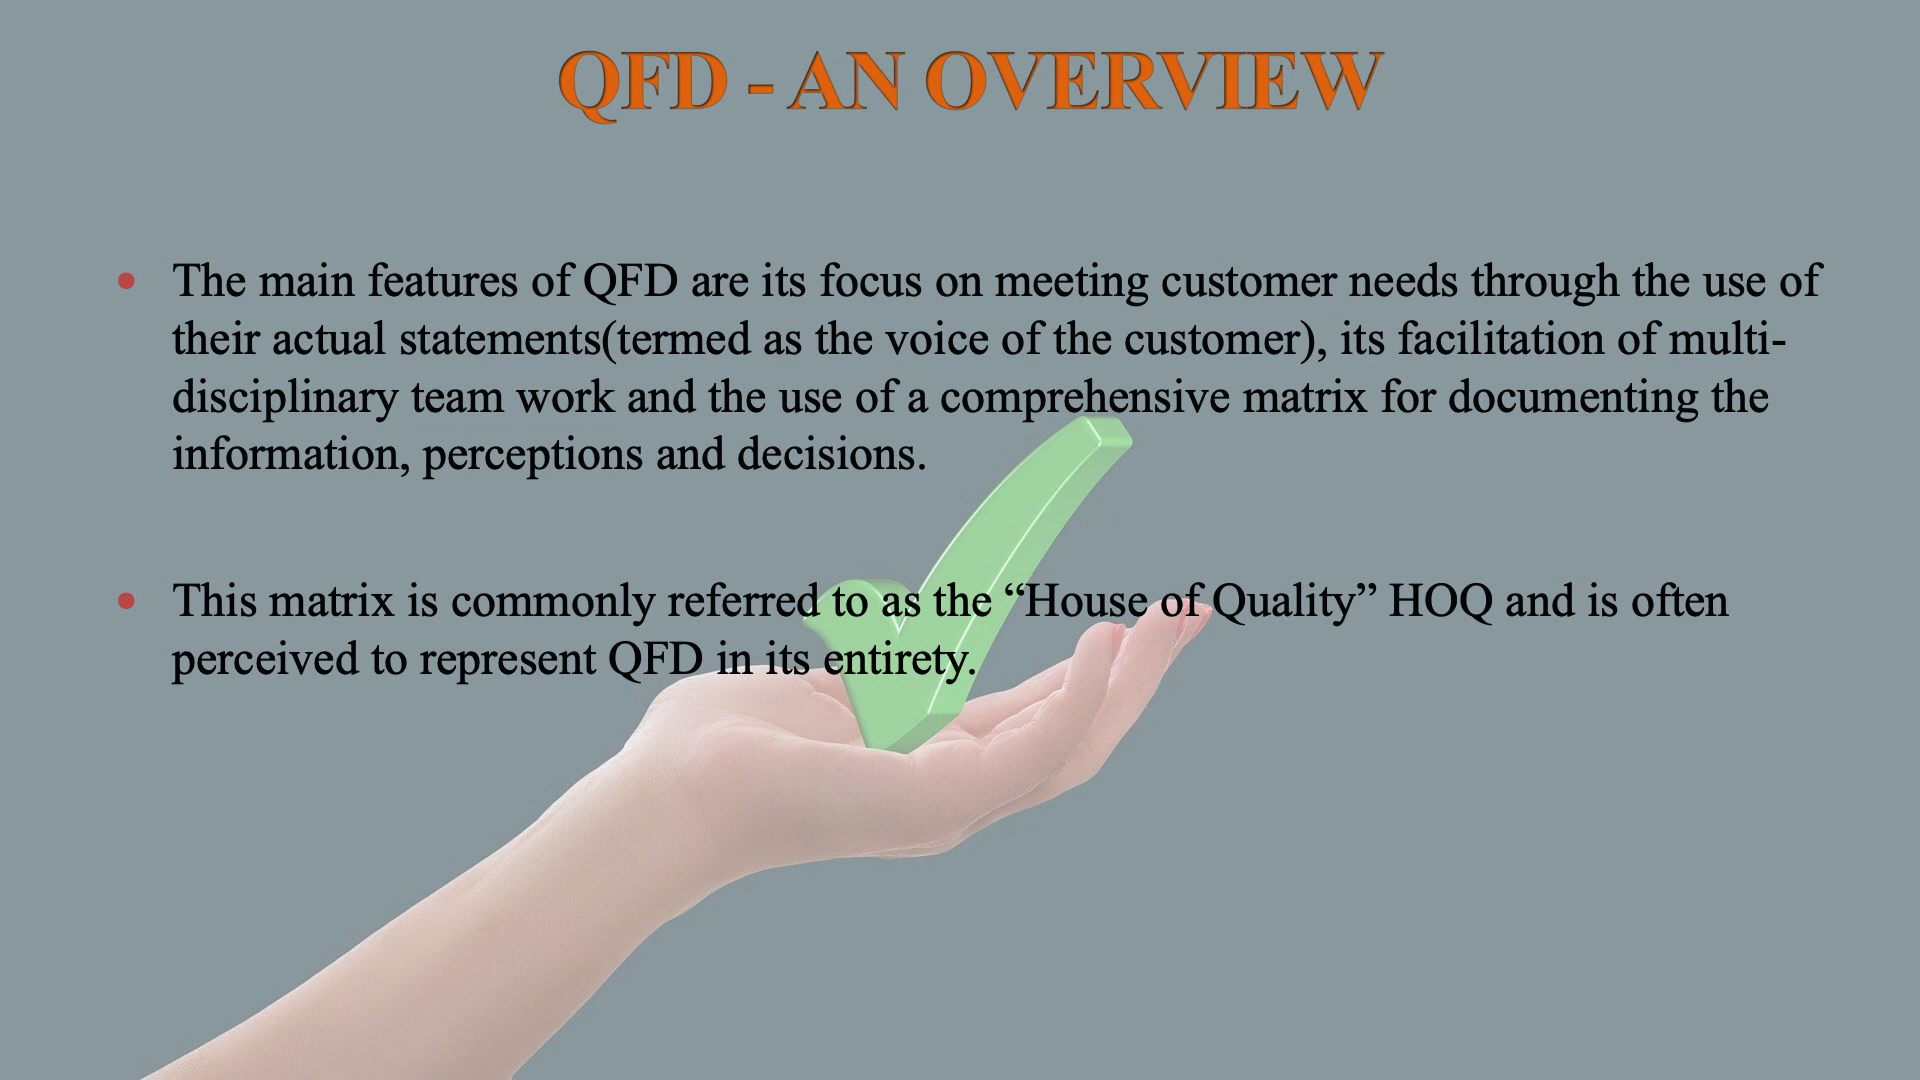 QFD - AN OVERVIEW
• The main features of QFD are its focus on meeting customer needs through the use of
their actual statements(termed as the voice of the customer), its facilitation of multi-
disciplinary team work and the use of a comprehensive matrix for documenting the
information, perceptions and decisions.
• This matrix is commonly referred to as the “House of Quality” HOQ and is often
perceived to represent QFD in its entirety.